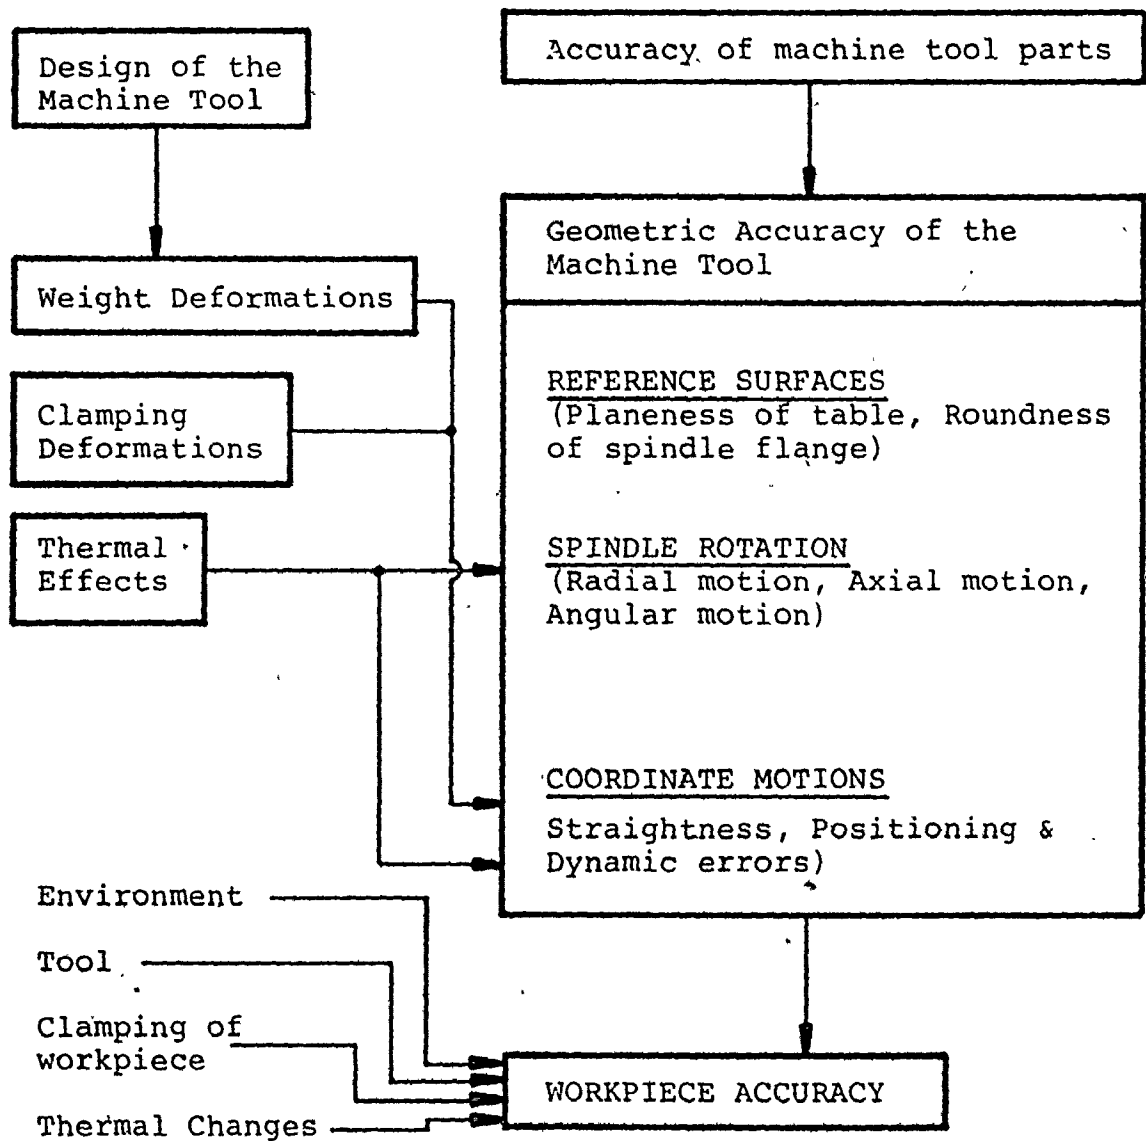 Design of the
Machine Tool
Accuracy of machine tool parts
Weight Deformations
Clamping
Deformations
Thermal
Effects
Geometric Accuracy of the
Machine Tool
REFERENCE SURFACES
(Planeness of table, Roundness
of spindle flange)
SPINDLE ROTATION
(Radial motion, Axial motion,
Angular motion)
COORDINATE MOTIONS
Straightness, Positioning &
Dynamic errors)
Environment
Tool
Clamping of
workpiece
Thermal Changes
WORKPIECE ACCURACY